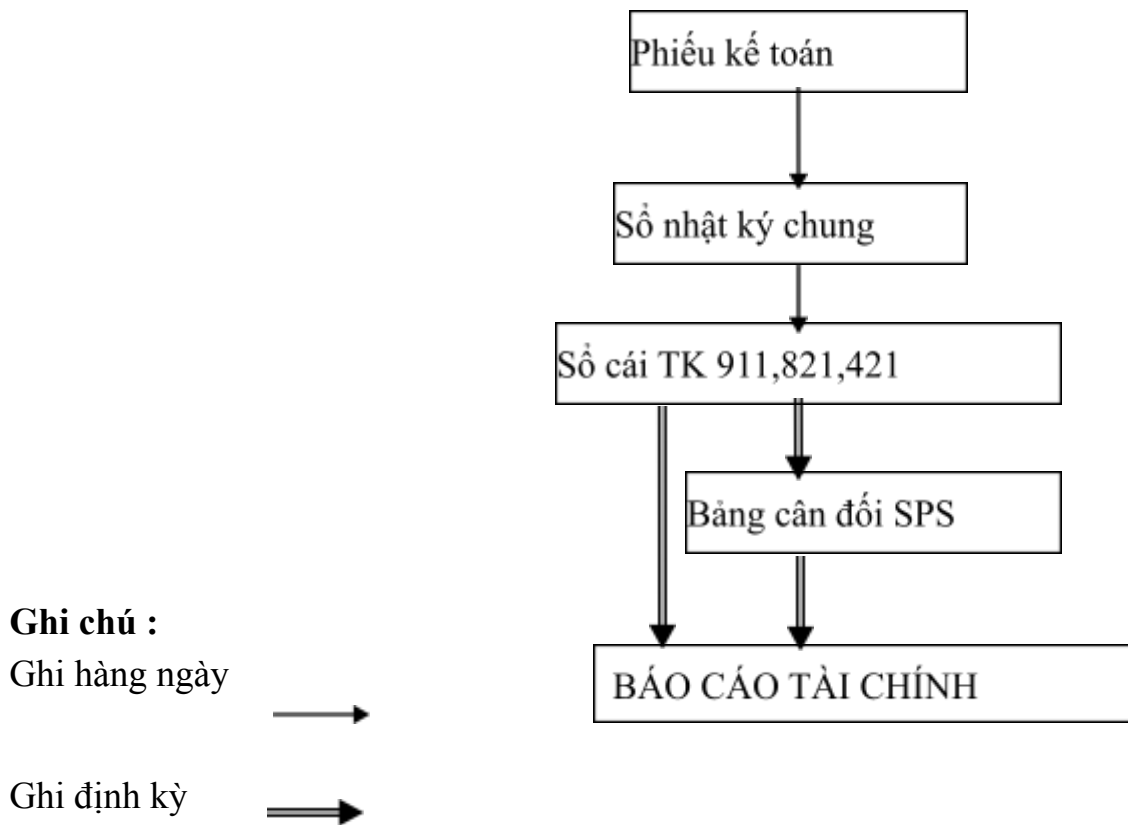 Phiếu kế toán
Sổ nhật ký chung
Sổ cái TK 911,821,421
Bảng cân đối SPS
BÁO CÁO TÀI CHÍNH
Ghi chú :
Ghi hàng ngày
Ghi định kỳ